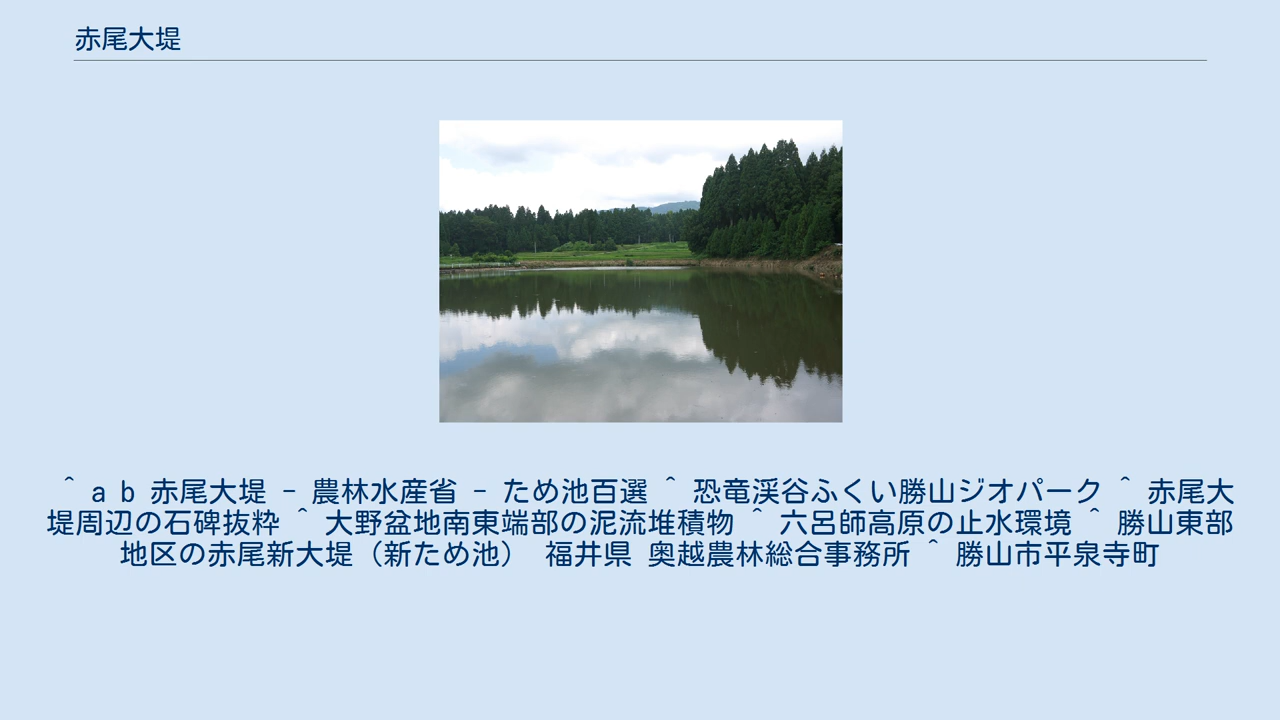 赤尾大堤
^ a b 赤尾大堤 - 農林水産省 - ため池百選 ^ 恐竜渓谷ふくい勝山ジオパーク ^ 赤尾大
堤周辺の石碑抜粋 ^ 大野盆地南東端部の泥流堆積物 ^ 六呂師高原の止水環境 ^ 勝山東部
地区の赤尾新大堤（新ため池） 福井県 奥越農林総合事務所 ^ 勝山市平泉寺町